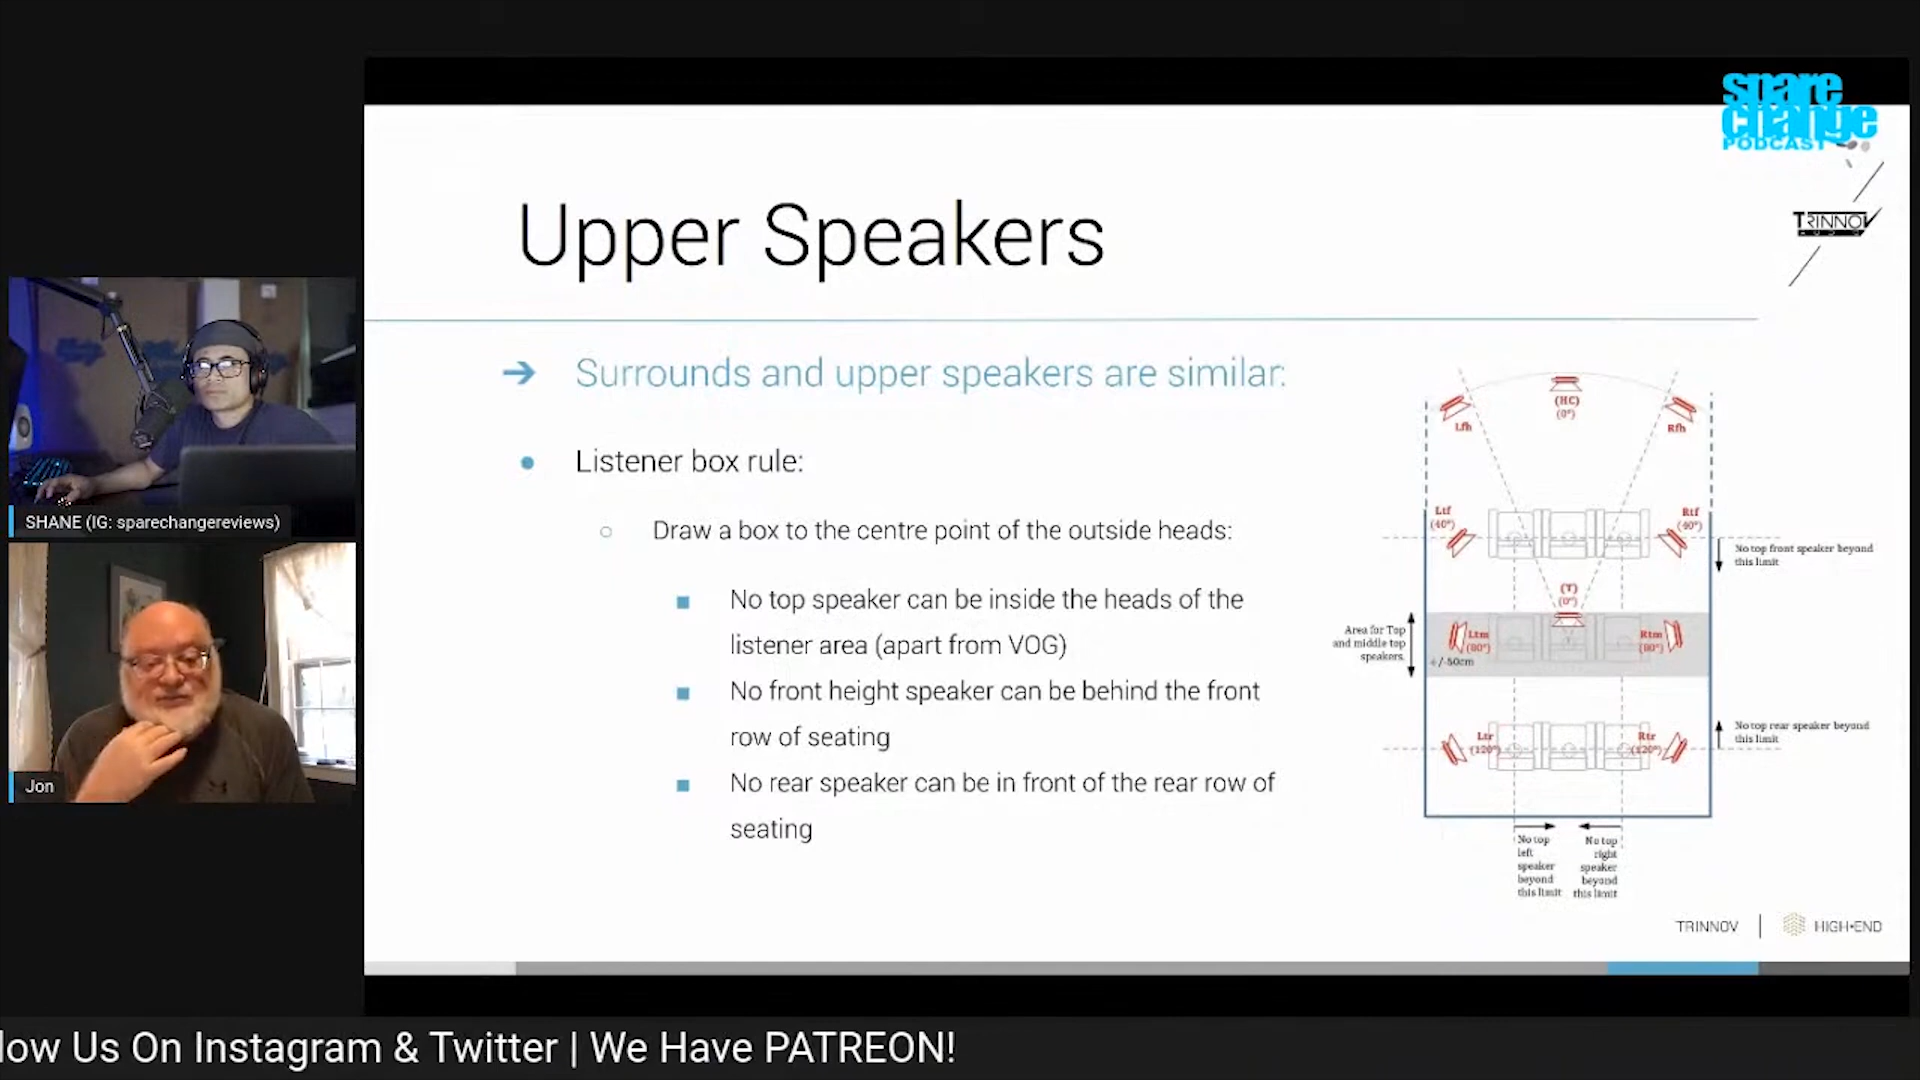 spare
change
PODCAST
TRINNOV
Upper Speakers
→ Surrounds and upper speakers are similar:
Listener box rule:
Draw a box to the centre point of the outside heads:
No top speaker can be inside the heads of the
listener area (apart from VOG)
No front height speaker can be behind the front
row of seating
No rear speaker can be in front of the rear row of
seating
(HC)
(0°)
Lfh
Rfh
Ltf
(40°)
Rtf
(40°)
No top front speaker beyond
this limit
(T)
(0°)
Area for Top
and middle top
speakers.
Ltm
(80°)
Rtm
(80°)
+/-50cm
No top rear speaker beyond
this limit
Ltr
(120°)
Rtr
(120°)
No top
left
speaker
beyond
this limit
No top
right
speaker
beyond
this limit
TRINNOV | HIGH•END
SHANE (IG: sparechangereviews)
Jon
low Us On Instagram & Twitter | We Have PATREON!